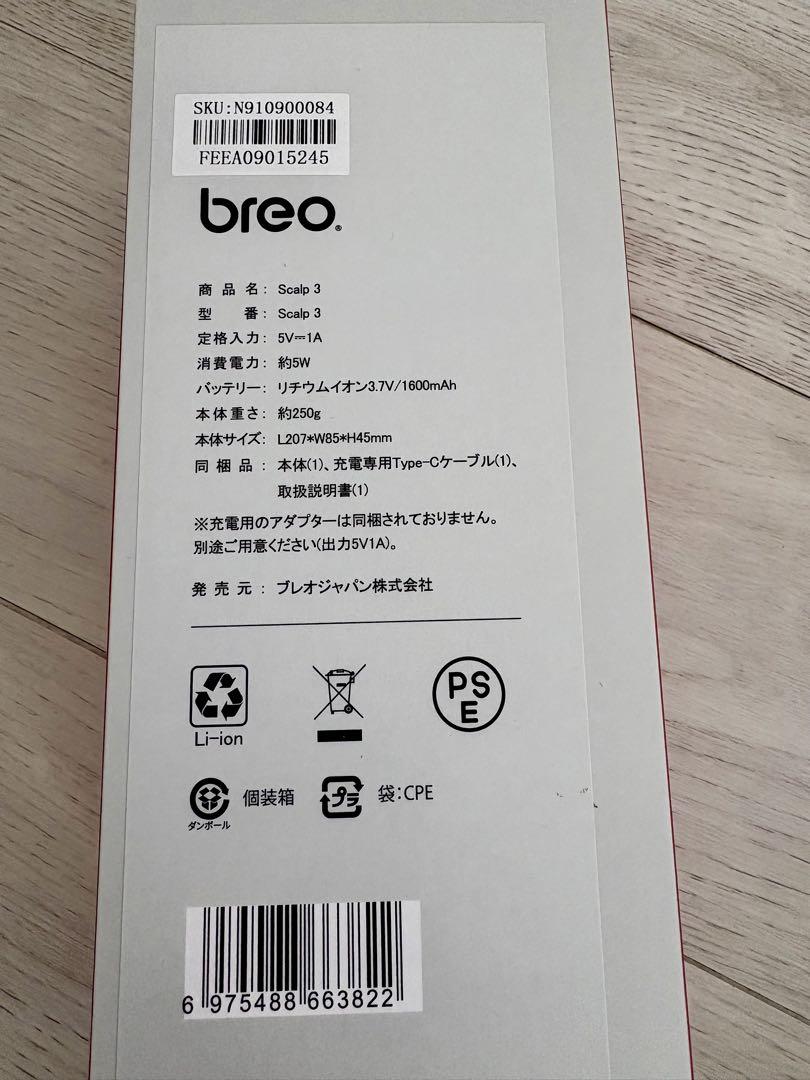 SKU:N910900084
FEEA09015245
breo®
商品名: Scalp 3
型番: Scalp 3
定格入力: 5V⎓1A
消費電力: 約5W
バッテリー: リチウムイオン3.7V/1600mAh
本体重さ: 約250g
本体サイズ: L207*W85*H45mm
同梱品: 本体(1)、充電専用Type-Cケーブル(1)、
取扱説明書(1)
※充電用のアダプターは同梱されておりません。
別途ご用意ください(出力5V1A)。
発売元: ブレオジャパン株式会社
Li-ion
PS
E
ダンボール
個装箱
プラ
袋:CPE
6 975488 663822